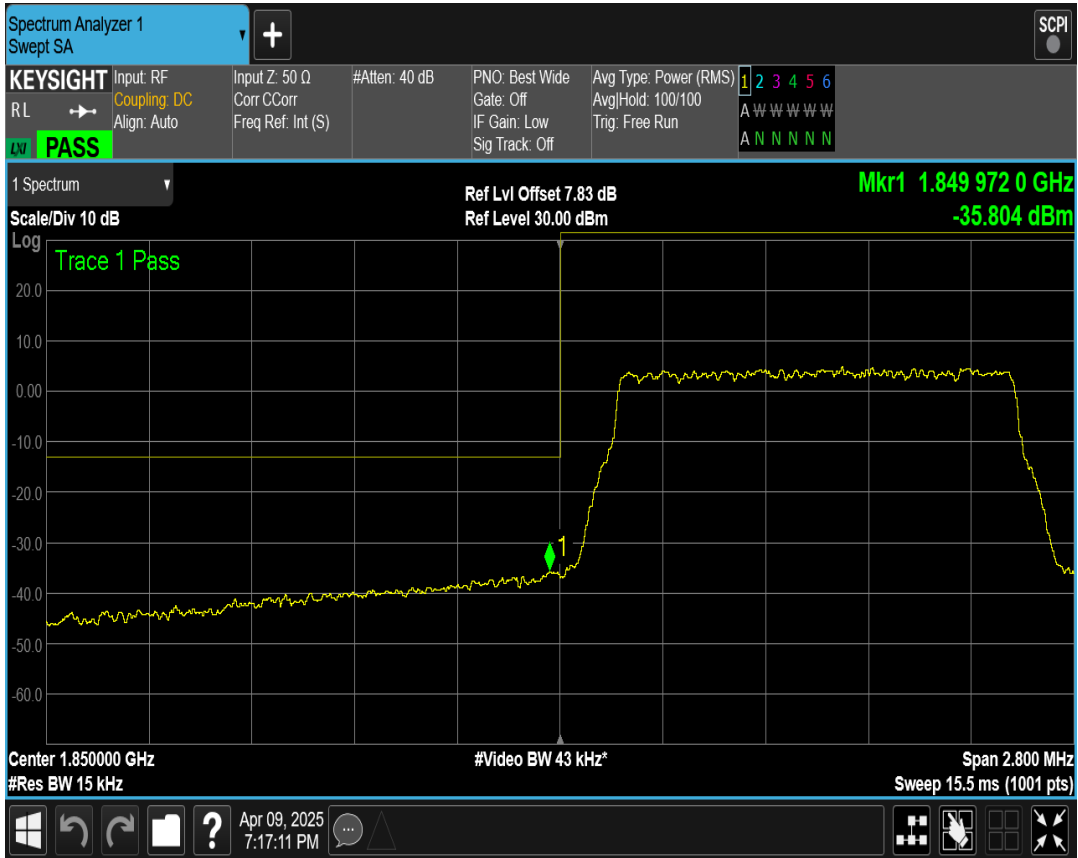 Spectrum Analyzer 1
Swept SA
+
SCPI
KEYSIGHT
R L
LXI PASS
Input: RF
Coupling: DC
Align: Auto
Input Z: 50 Ω
Corr CCorr
Freq Ref: Int (S)
#Atten: 40 dB
PNO: Best Wide
Gate: Off
IF Gain: Low
Sig Track: Off
Avg Type: Power (RMS)
Avg|Hold: 100/100
Trig: Free Run
1 2 3 4 5 6
A W W W W W
A N N N N N
1 Spectrum
Scale/Div 10 dB
Ref Lvl Offset 7.83 dB
Ref Level 30.00 dBm
Mkr1 1.849 972 0 GHz
-35.804 dBm
Log
Trace 1 Pass
20.0
10.0
0.00
-10.0
-20.0
-30.0
1
-40.0
-50.0
-60.0
Center 1.850000 GHz
#Video BW 43 kHz*
Span 2.800 MHz
#Res BW 15 kHz
Sweep 15.5 ms (1001 pts)
?
Apr 09, 2025
7:17:11 PM